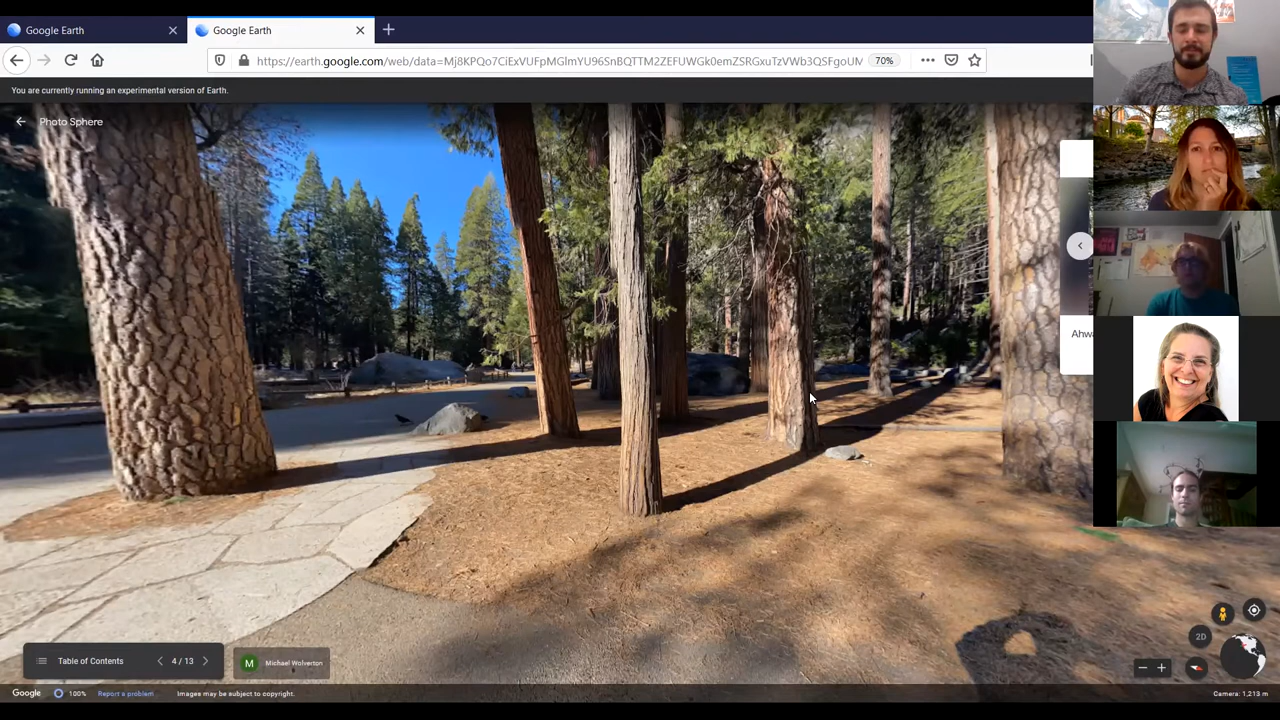 Google Earth
Google Earth
https://earth.google.com/web/data=Mj8KPQo7CiExVUFpMGlmYU96SnBQTTM2ZEFUWGk0emZSRGxuTzVWb3QSFgoUM
70%
You are currently running an experimental version of Earth.
Photo Sphere
Ahwa
Table of Contents
4 / 13
M
Michael Wolverton
2D
Google
100%
Report a problem
Images may be subject to copyright.
Camera: 1,213 m